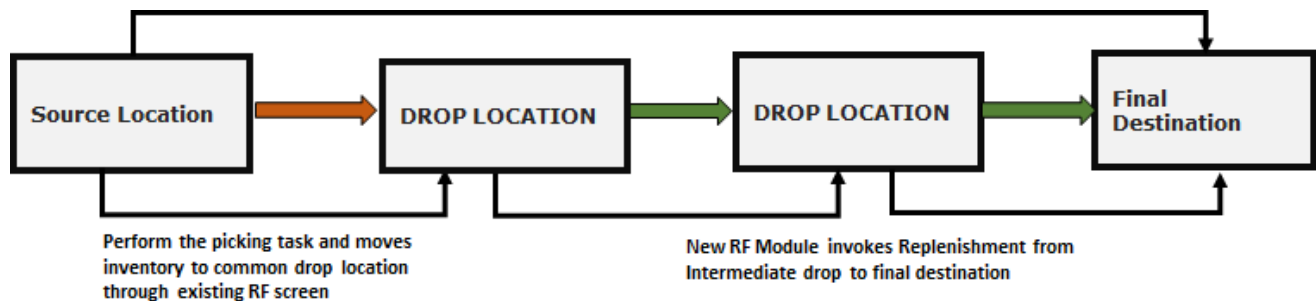 Source Location
DROP LOCATION
DROP LOCATION
Final
Destination
Perform the picking task and moves
inventory to common drop location
through existing RF screen
New RF Module invokes Replenishment from
Intermediate drop to final destination